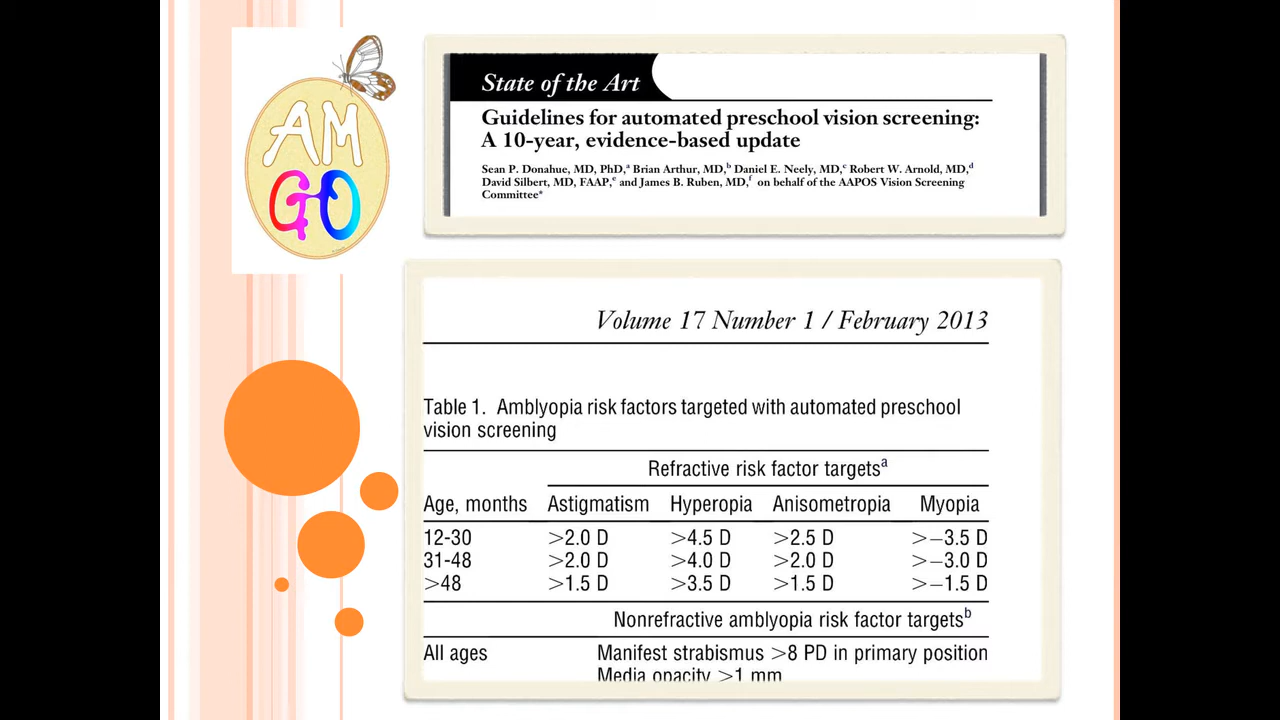 AM
GO
State of the Art
Guidelines for automated preschool vision screening:
A 10-year, evidence-based update
Sean P. Donahue, MD, PhD,a Brian Arthur, MD,b Daniel E. Neely, MD,c Robert W. Arnold, MD,d
David Silbert, MD, FAAP,e and James B. Ruben, MD,f on behalf of the AAPOS Vision Screening
Committee*
Volume 17 Number 1 / February 2013
Table 1. Amblyopia risk factors targeted with automated preschool
vision screening
Refractive risk factor targetsa
Age, months Astigmatism Hyperopia Anisometropia Myopia
12-30 >2.0 D >4.5 D >2.5 D >−3.5 D
31-48 >2.0 D >4.0 D >2.0 D >−3.0 D
>48 >1.5 D >3.5 D >1.5 D >−1.5 D
Nonrefractive amblyopia risk factor targetsb
All ages Manifest strabismus >8 PD in primary position
Media opacity >1 mm